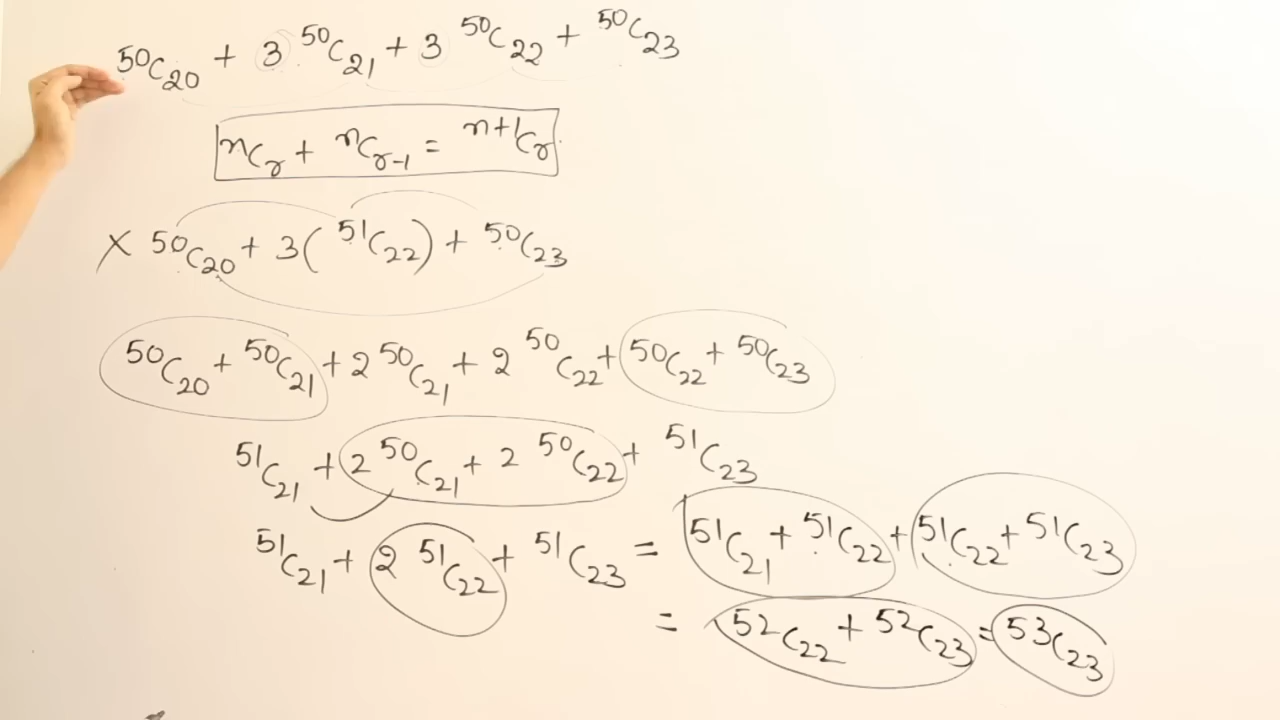 ⁵⁰C₂₀ + 3 ⁵⁰C₂₁ + 3 ⁵⁰C₂₂ + ⁵⁰C₂₃
ⁿCᵣ + ⁿCᵣ₋₁ = ⁿ⁺¹Cᵣ
× ⁵⁰C₂₀ + 3( ⁵¹C₂₂) + ⁵⁰C₂₃
⁵⁰C₂₀ + ⁵⁰C₂₁ + 2 ⁵⁰C₂₁ + 2 ⁵⁰C₂₂ + ⁵⁰C₂₂ + ⁵⁰C₂₃
⁵¹C₂₁ + 2 ⁵⁰C₂₁ + 2 ⁵⁰C₂₂ + ⁵¹C₂₃
⁵¹C₂₁ + 2 ⁵¹C₂₂ + ⁵¹C₂₃ = ⁵¹C₂₁ + ⁵¹C₂₂ + ⁵¹C₂₂ + ⁵¹C₂₃
= ⁵²C₂₂ + ⁵²C₂₃ = ⁵³C₂₃